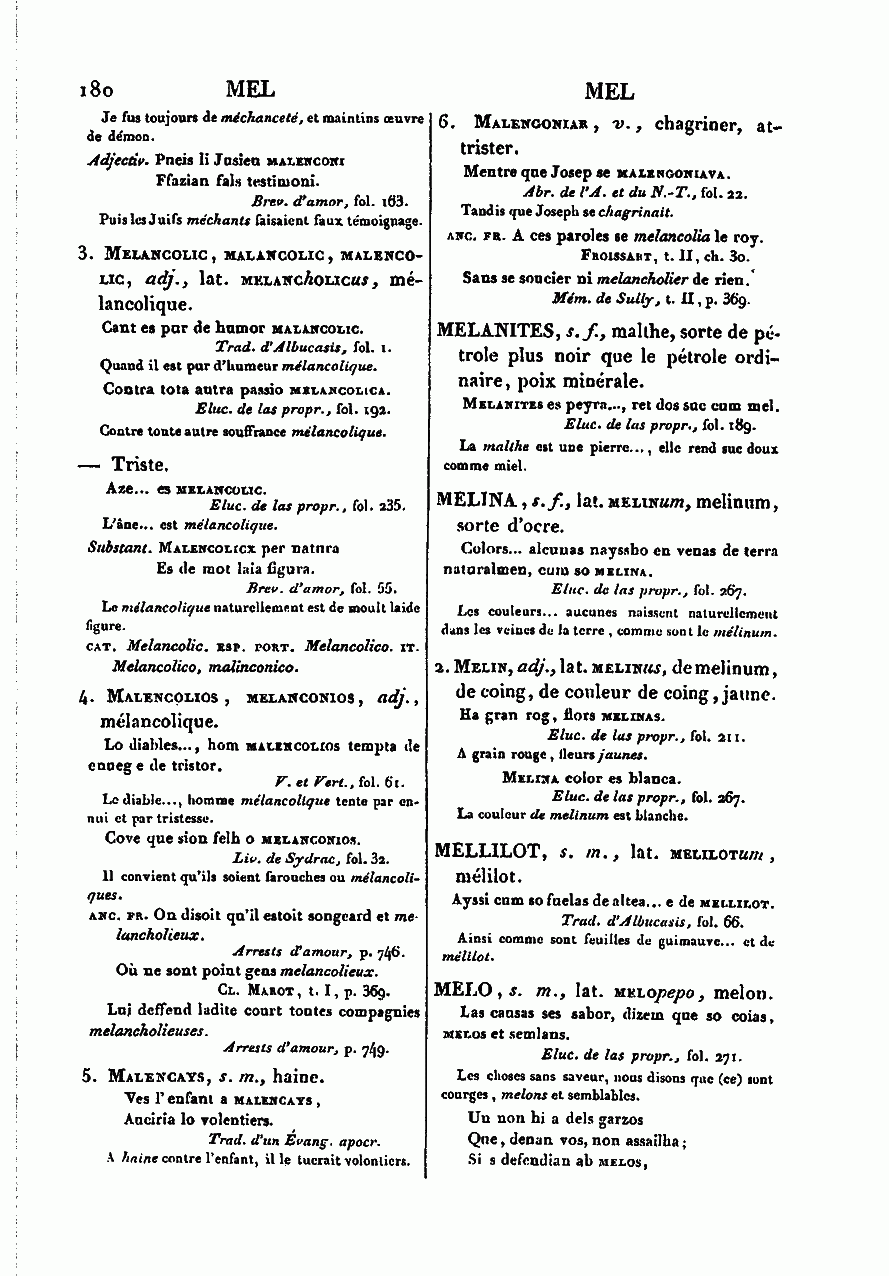 180 MEL MEL
Je fus toujours de méchanceté, et maintins œuvre
de démon.
Adjectiv. Pueis li Jusieu MALENCONI
Ffazian fals testimoni.
Brev. d'amor, fol. 163.
Puis les Juifs méchants faisaient faux témoignage.
3. MELANCOLIC, MALANCOLIC, MALENCO-
LIC, adj., lat. MELANChOLICus, mé-
lancolique.
Cant es pur de humor MALANCOLIC.
Trad. d'Albucasis, fol. 1.
Quand il est pur d'humeur mélancolique.
Contra tota autra passio MELANCOLICA.
Eluc. de las propr., fol. 192.
Contre toute autre souffrance mélancolique.
— Triste.
Aze... es MELANCOLIC.
Eluc. de las propr., fol. 235.
L'âne... est mélancolique.
Substant. MALENCOLICX per natura
Es de mot laia figura.
Brev. d'amor, fol. 55.
Le mélancolique naturellement est de moult laide
figure.
CAT. Melancolic. ESP. PORT. Melancolico. IT.
Melancolico, malinconico.
4. MALENCOLIOS, MELANCONIOS, adj.,
mélancolique.
Lo diables..., hom MALENCOLIOS tempta de
enneg e de tristor.
V. et Vert., fol. 61.
Le diable..., homme mélancolique tente par en-
nui et par tristesse.
Cove que sion felh o MELANCONIOS.
Liv. de Sydrac, fol. 32.
Il convient qu'ils soient farouches ou mélancoli-
ques.
ANC. FR. On disoit qu'il estoit songeard et me-
lancholieux.
Arrests d'amour, p. 746.
Où ne sont point gens melancolieux.
CL. MAROT, t. I, p. 369.
Lui deffend ladite court toutes compagnies
melancholieuses.
Arrests d'amour, p. 749.
5. MALENCAYS, s. m., haine.
Ves l'enfant a MALENCAYS,
Auciria lo volentiers.
Trad. d'un Évang. apocr.
A haine contre l'enfant, il le tuerait volontiers.
6. MALENGONIAR, v., chagriner, at-
trister.
Mentre que Josep se MALENGONIAVA.
Abr. de l'A. et du N.-T., fol. 22.
Tandis que Joseph se chagrinait.
ANC. FR. A ces paroles se melancolia le roy.
FROISSART, t. II, ch. 30.
Sans se soucier ni melancholier de rien.
Mém. de Sully, t. II, p. 369.
MELANITES, s. f., malthe, sorte de pé-
trole plus noir que le pétrole ordi-
naire, poix minérale.
MELANITES es peyra..., ret dos suc cum mel.
Eluc. de las propr., fol. 189.
La malthe est une pierre..., elle rend suc doux
comme miel.
MELINA, s. f., lat. MELINum, melinum,
sorte d'ocre.
Colors... alcunas naysho en venas de terra
naturalmen, cum so MELINA.
Eluc. de las propr., fol. 267.
Les couleurs... aucunes naissent naturellement
dans les veines de la terre, comme sont le mélinum.
2. MELIN, adj., lat. MELINus, de melinum,
de coing, de couleur de coing, jaune.
Ha gran rog, flors MELINAS.
Eluc. de las propr., fol. 211.
A grain rouge, fleurs jaunes.
MELINA color es blanca.
Eluc. de las propr., fol. 267.
La couleur de melinum est blanche.
MELLILOT, s. m., lat. MELILOTum,
mélilot.
Ayssi cum so fuelas de altea... e de MELLILOT.
Trad. d'Albucasis, fol. 66.
Ainsi comme sont feuilles de guimauve... et de
mélilot.
MELO, s. m., lat. MELOpepo, melon.
Las causas ses sabor, dizem que so coias,
MELOS et semlans.
Eluc. de las propr., fol. 271.
Les choses sans saveur, nous disons que (ce) sont
courges, melons et semblables.
Un non hi a dels garzos
Que, denan vos, non assailha;
Si s defendian ab MELOS,